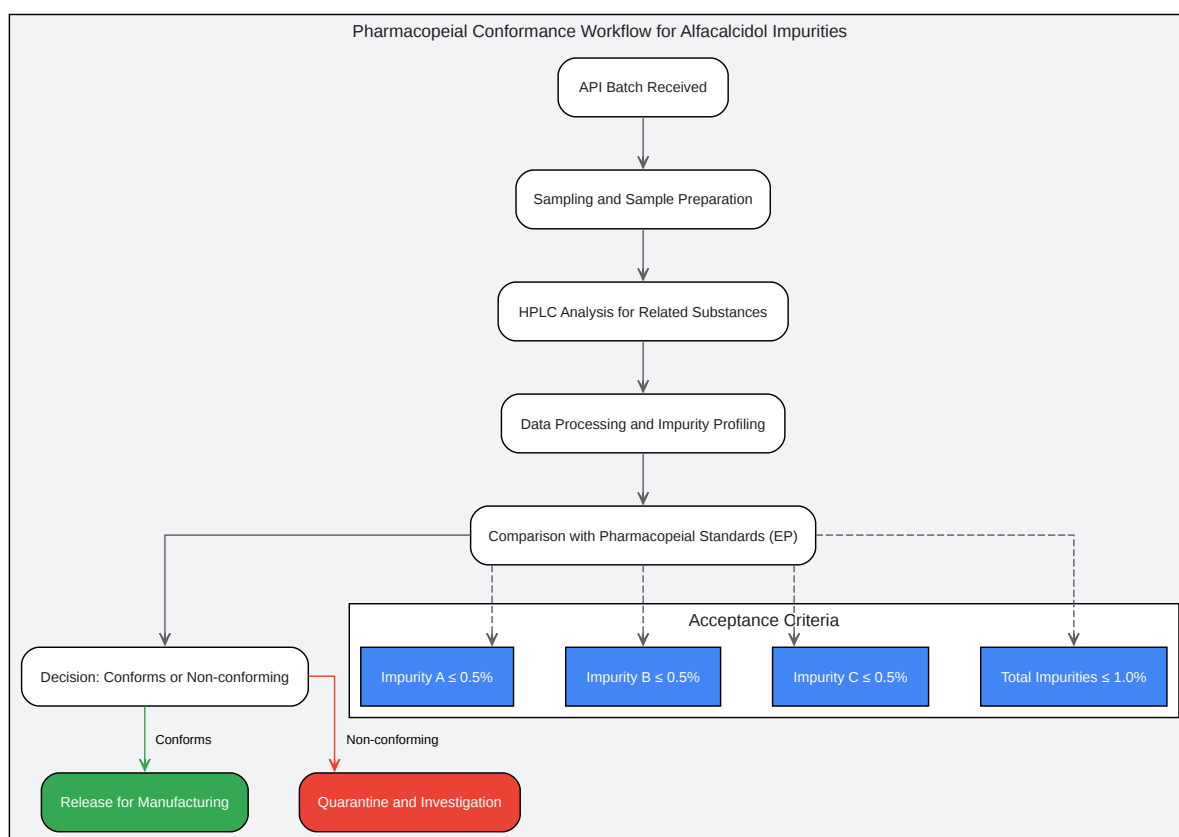 Pharmacopeial Conformance Workflow for Alfacalcidol Impurities
API Batch Received
Sampling and Sample Preparation
HPLC Analysis for Related Substances
Data Processing and Impurity Profiling
Comparison with Pharmacopeial Standards (EP)
Acceptance Criteria
Decision: Conforms or Non-conforming
Impurity A ≤ 0.5%
Impurity B ≤ 0.5%
Impurity C ≤ 0.5%
Total Impurities ≤ 1.0%
Conforms
Non-conforming
Release for Manufacturing
Quarantine and Investigation